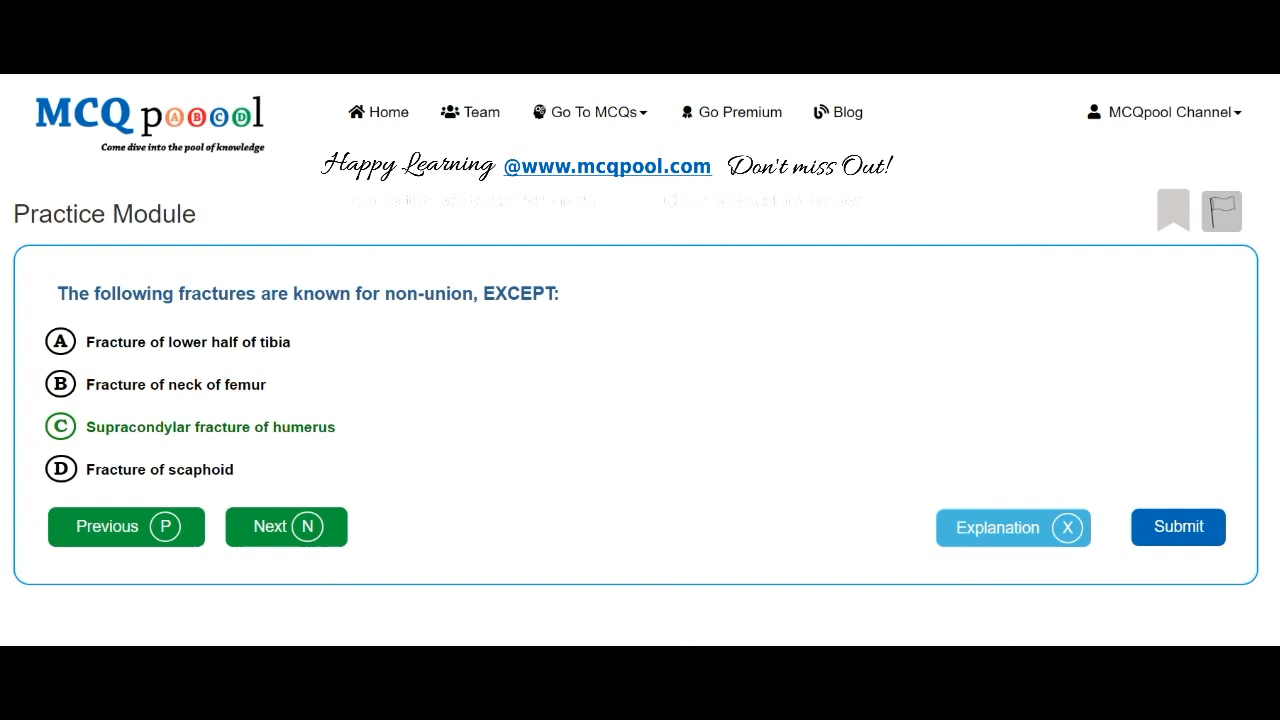 MCQ pABCDl
Come dive into the pool of knowledge
Home Team Go To MCQs Go Premium Blog MCQpool Channel
Happy Learning @www.mcqpool.com Don't miss Out!
Practice Module
The following fractures are known for non-union, EXCEPT:
A Fracture of lower half of tibia
B Fracture of neck of femur
C Supracondylar fracture of humerus
D Fracture of scaphoid
Previous P Next N Explanation X Submit